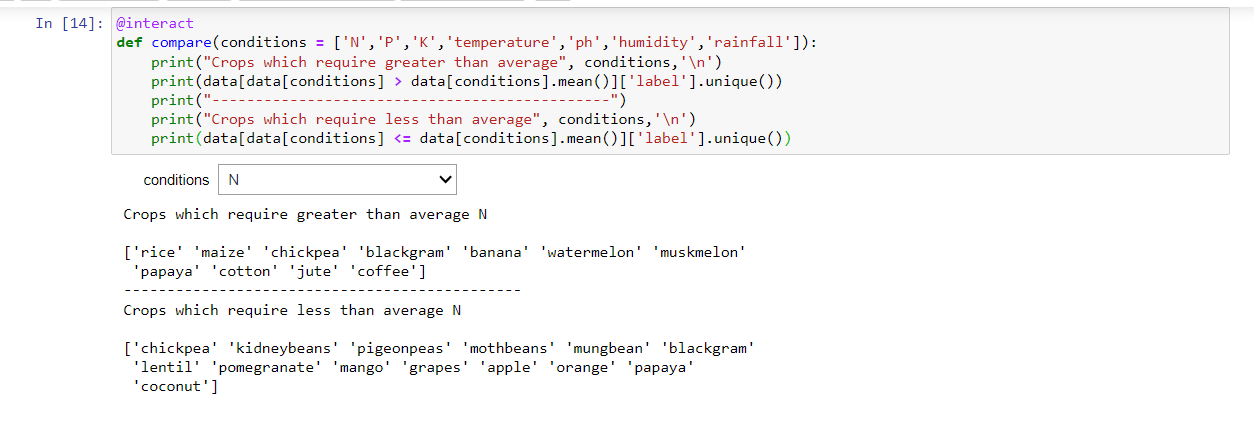 In [14]: @interact
def compare(conditions = ['N','P','K','temperature','ph','humidity','rainfall']):
    print("Crops which require greater than average", conditions,'\n')
    print(data[data[conditions] > data[conditions].mean()]['label'].unique())
    print("----------------------------------------------")
    print("Crops which require less than average", conditions,'\n')
    print(data[data[conditions] <= data[conditions].mean()]['label'].unique())
conditions N
Crops which require greater than average N
['rice' 'maize' 'chickpea' 'blackgram' 'banana' 'watermelon' 'muskmelon'
 'papaya' 'cotton' 'jute' 'coffee']
----------------------------------------------
Crops which require less than average N
['chickpea' 'kidneybeans' 'pigeonpeas' 'mothbeans' 'mungbean' 'blackgram'
 'lentil' 'pomegranate' 'mango' 'grapes' 'apple' 'orange' 'papaya'
 'coconut']